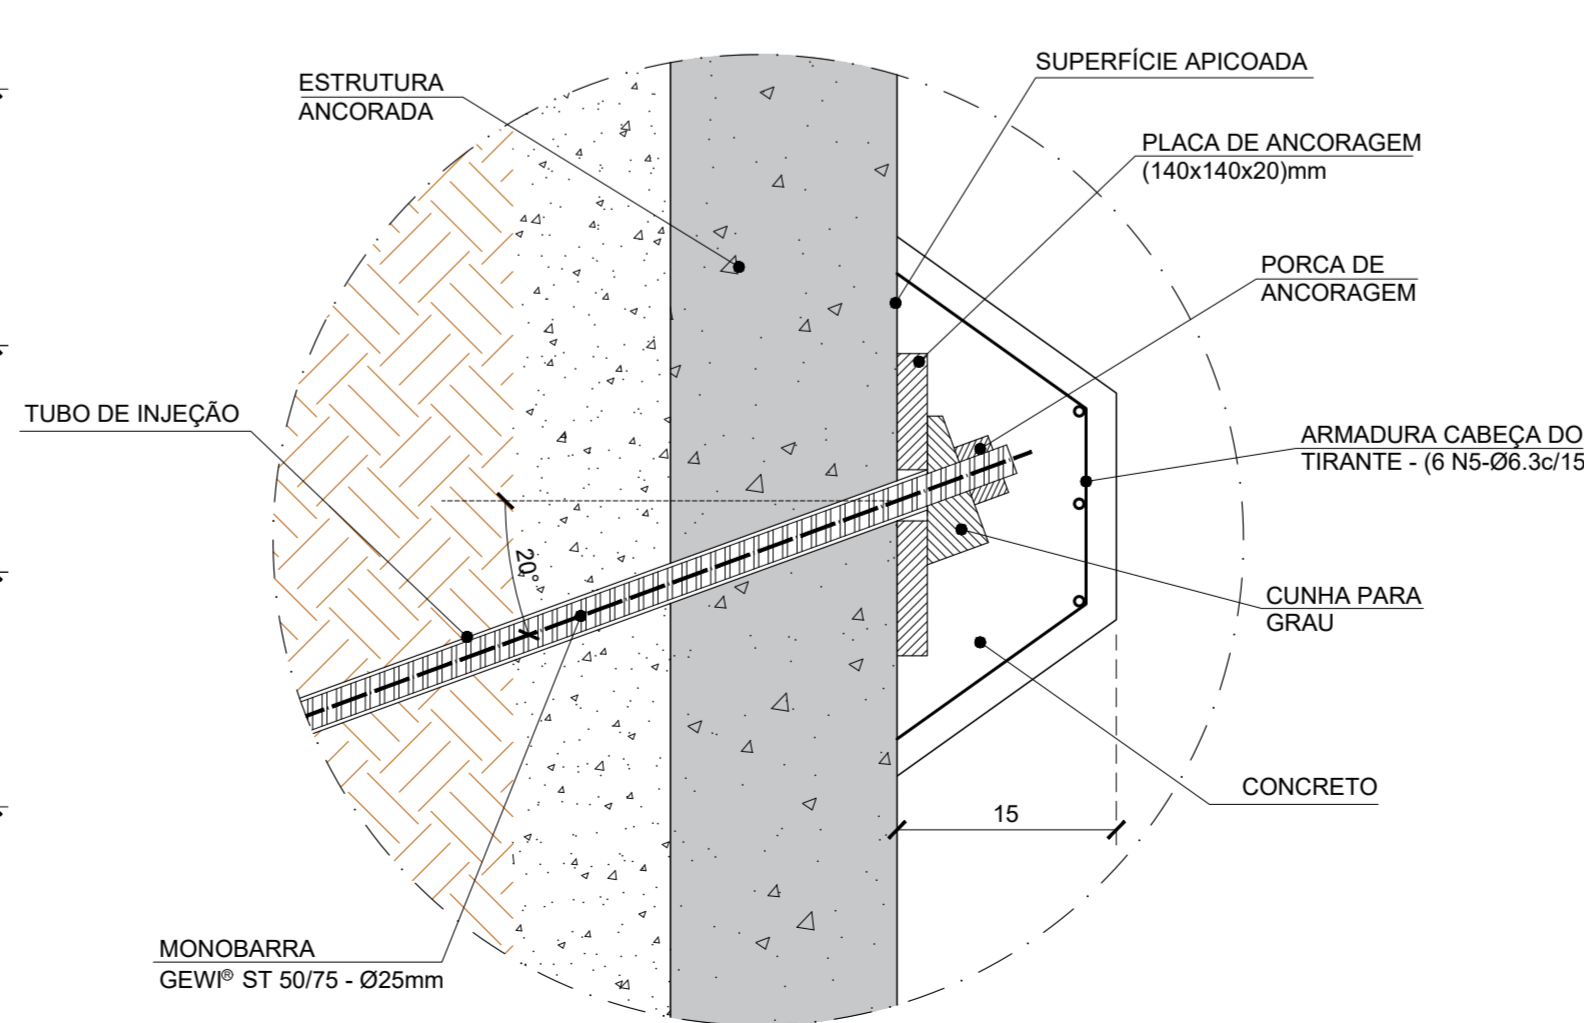 ESTRUTURA
ANCORADA
SUPERFÍCIE APICOADA
PLACA DE ANCORAGEM
(140x140x20)mm
PORCA DE
ANCORAGEM
TUBO DE INJEÇÃO
ARMADURA CABEÇA DO
TIRANTE - (6 N5-Ø6.3c/15
20°
CUNHA PARA
GRAU
CONCRETO
15
MONOBARRA
GEWI® ST 50/75 - Ø25mm